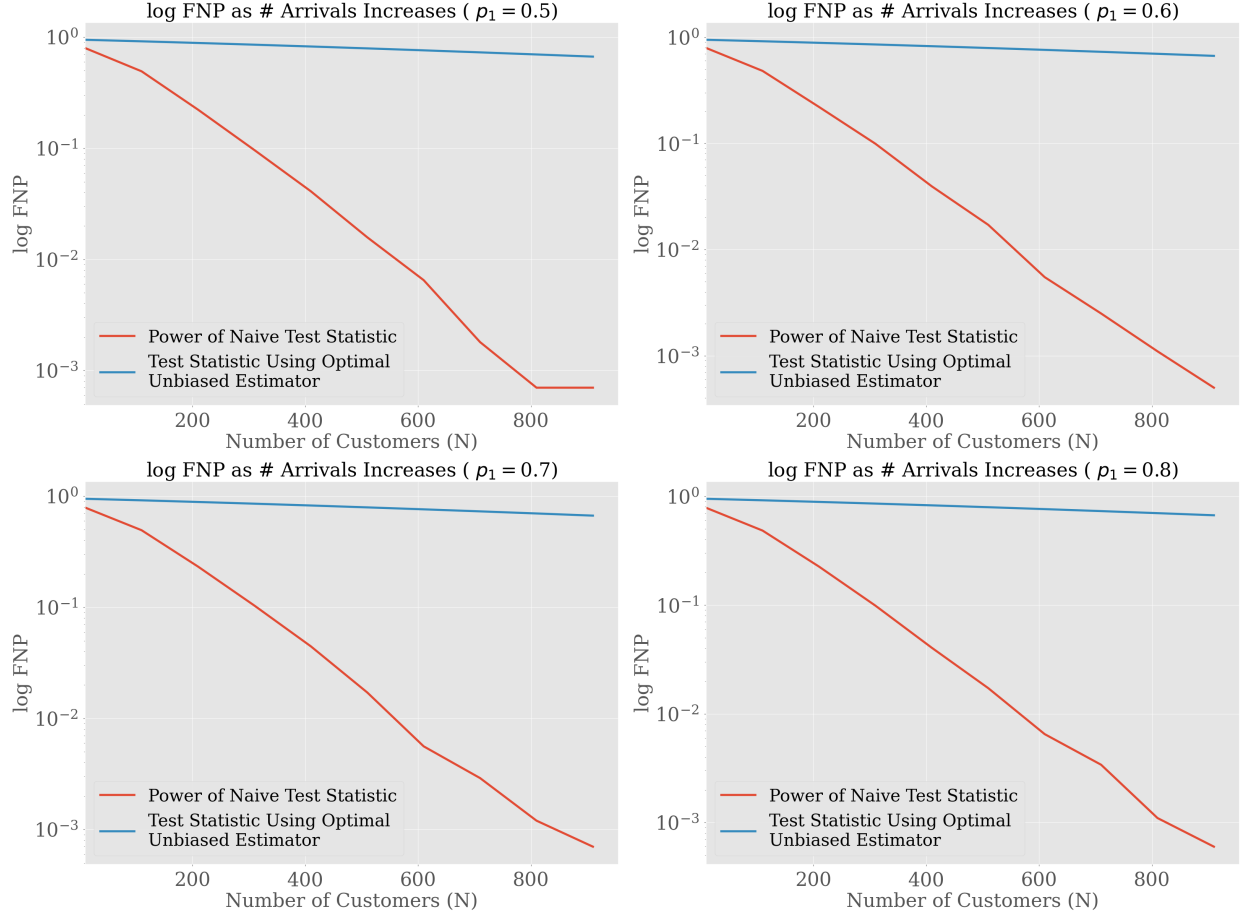 log FNP as # Arrivals Increases ( p₁ = 0.5)
10⁰
10⁻¹
10⁻²
10⁻³
log FNP
Power of Naive Test Statistic
Test Statistic Using Optimal
Unbiased Estimator
200 400 600 800
Number of Customers (N)
log FNP as # Arrivals Increases ( p₁ = 0.6)
10⁰
10⁻¹
10⁻²
10⁻³
log FNP
Power of Naive Test Statistic
Test Statistic Using Optimal
Unbiased Estimator
200 400 600 800
Number of Customers (N)
log FNP as # Arrivals Increases ( p₁ = 0.7)
10⁰
10⁻¹
10⁻²
10⁻³
log FNP
Power of Naive Test Statistic
Test Statistic Using Optimal
Unbiased Estimator
200 400 600 800
Number of Customers (N)
log FNP as # Arrivals Increases ( p₁ = 0.8)
10⁰
10⁻¹
10⁻²
10⁻³
log FNP
Power of Naive Test Statistic
Test Statistic Using Optimal
Unbiased Estimator
200 400 600 800
Number of Customers (N)